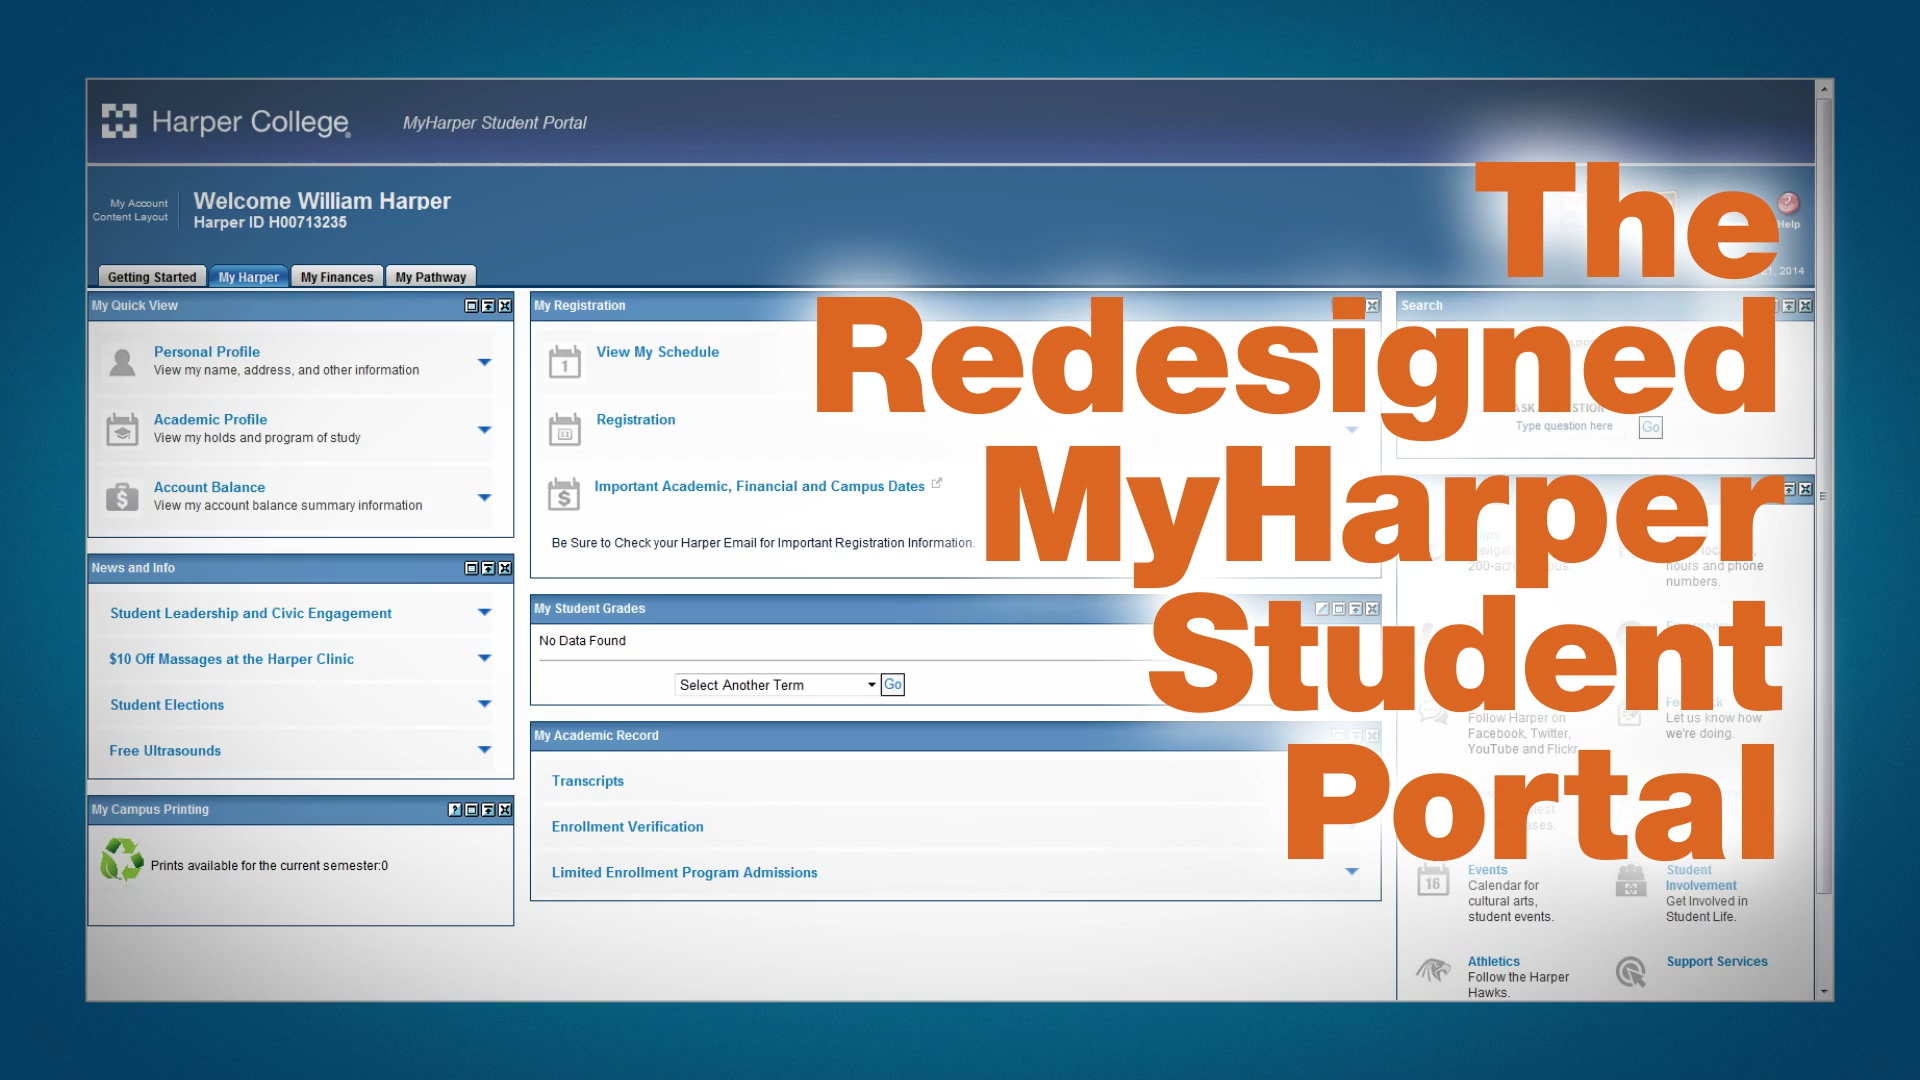 Harper College
MyHarper Student Portal
The
Redesigned
MyHarper
Student
Portal
My Account
Content Layout
Welcome William Harper
Harper ID H00713235
Help
21, 2014
Getting Started
My Harper
My Finances
My Pathway
My Quick View
Personal Profile
View my name, address, and other information
Academic Profile
View my holds and program of study
Account Balance
View my account balance summary information
News and Info
Student Leadership and Civic Engagement
$10 Off Massages at the Harper Clinic
Student Elections
Free Ultrasounds
My Campus Printing
Prints available for the current semester:0
My Registration
View My Schedule
1
Registration
Important Academic, Financial and Campus Dates
Be Sure to Check your Harper Email for Important Registration Information.
My Student Grades
No Data Found
Select Another Term
Go
My Academic Record
Transcripts
Enrollment Verification
Limited Enrollment Program Admissions
Search
Type question here
Go
200-acre
hours and phone
numbers.
Follow Harper on
Facebook, Twitter,
YouTube and Flickr
Let us know how
we're doing.
16
Events
Calendar for
cultural arts,
student events.
Student
Involvement
Get Involved in
Student Life.
Athletics
Follow the Harper
Hawks.
Support Services